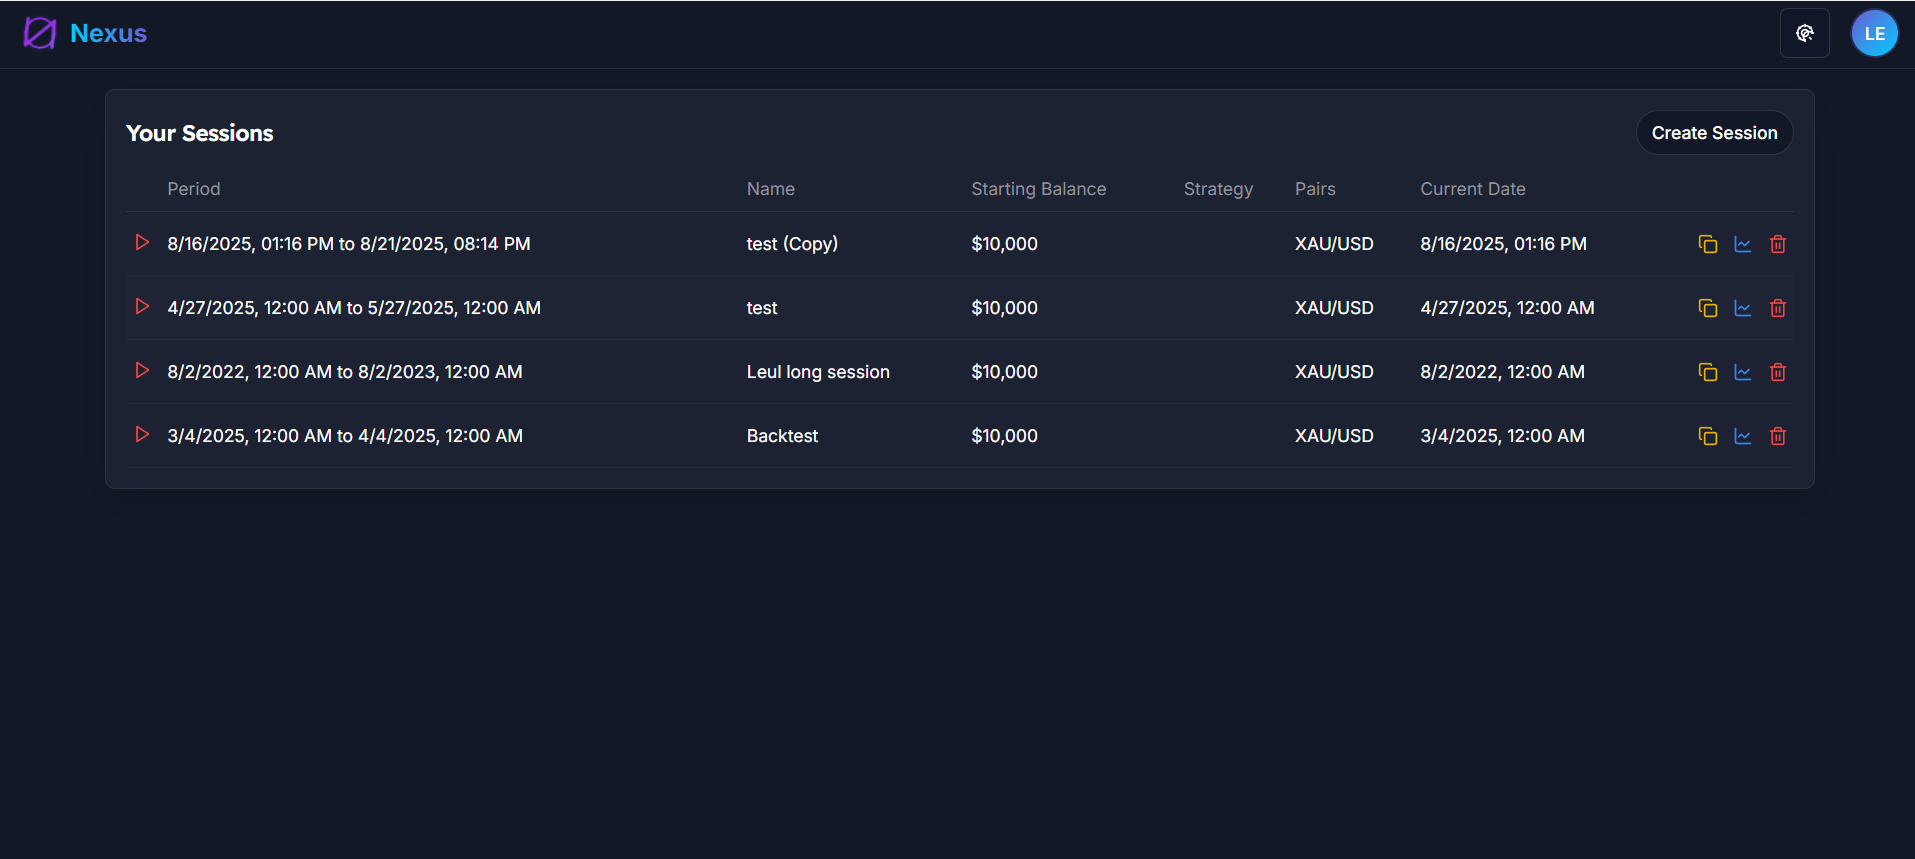 Nexus
LE
Your Sessions
Create Session
Period Name Starting Balance Strategy Pairs Current Date
8/16/2025, 01:16 PM to 8/21/2025, 08:14 PM test (Copy) $10,000 XAU/USD 8/16/2025, 01:16 PM
4/27/2025, 12:00 AM to 5/27/2025, 12:00 AM test $10,000 XAU/USD 4/27/2025, 12:00 AM
8/2/2022, 12:00 AM to 8/2/2023, 12:00 AM Leul long session $10,000 XAU/USD 8/2/2022, 12:00 AM
3/4/2025, 12:00 AM to 4/4/2025, 12:00 AM Backtest $10,000 XAU/USD 3/4/2025, 12:00 AM